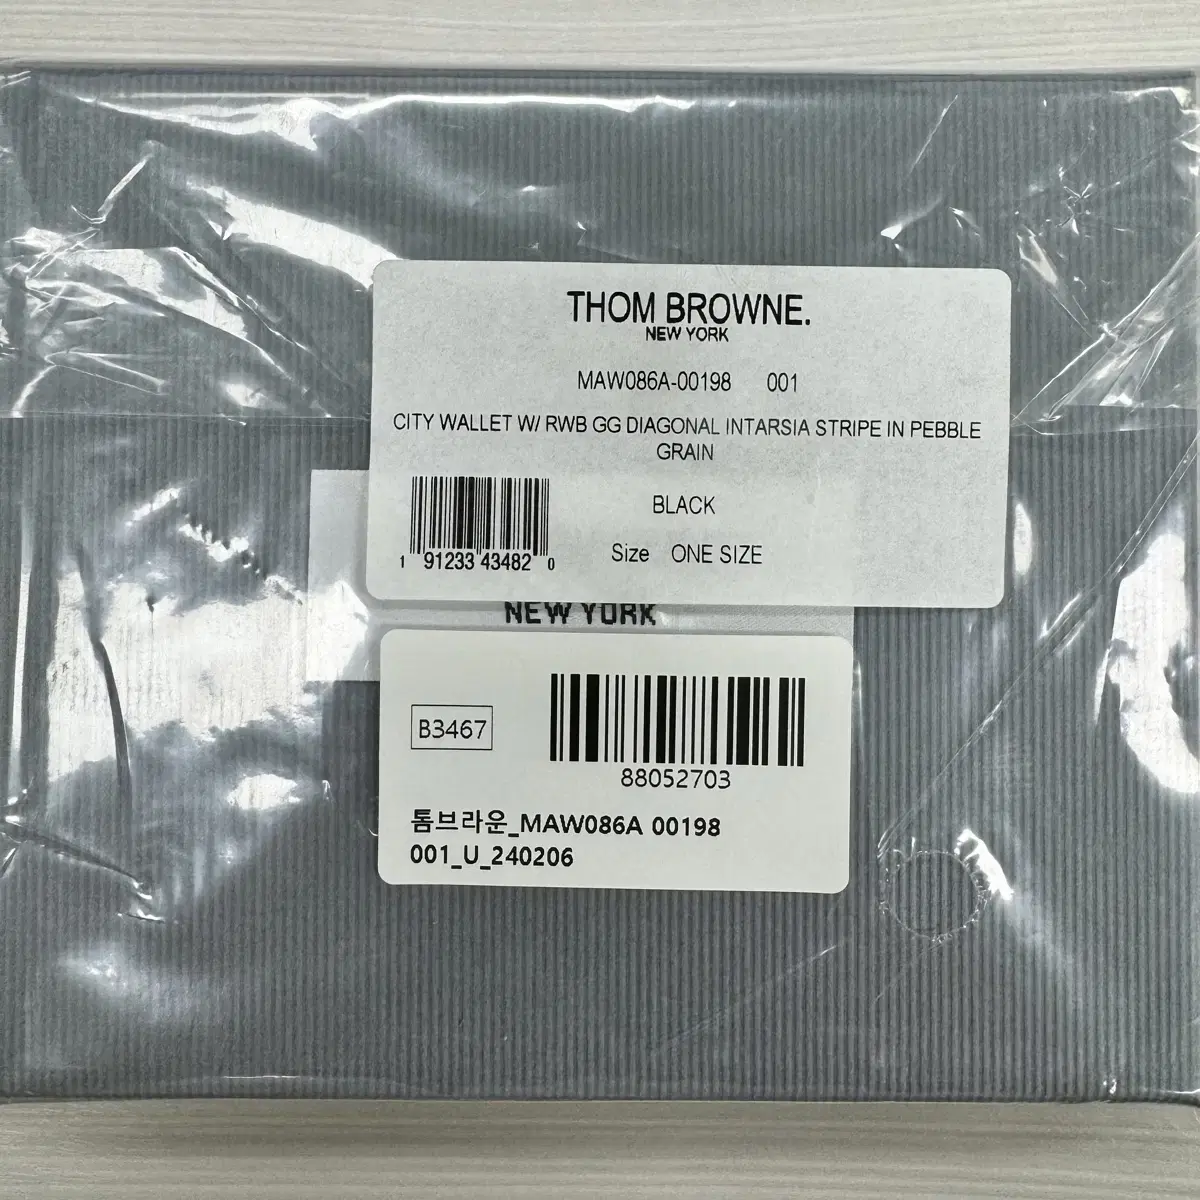 THOM BROWNE.
NEW YORK
MAW086A-00198 001
CITY WALLET W/ RWB GG DIAGONAL INTARSIA STRIPE IN PEBBLE
GRAIN
BLACK
Size ONE SIZE
1 91233 43482 0
NEW YORK
B3467
88052703
톰브라운_MAW086A 00198
001_U_240206